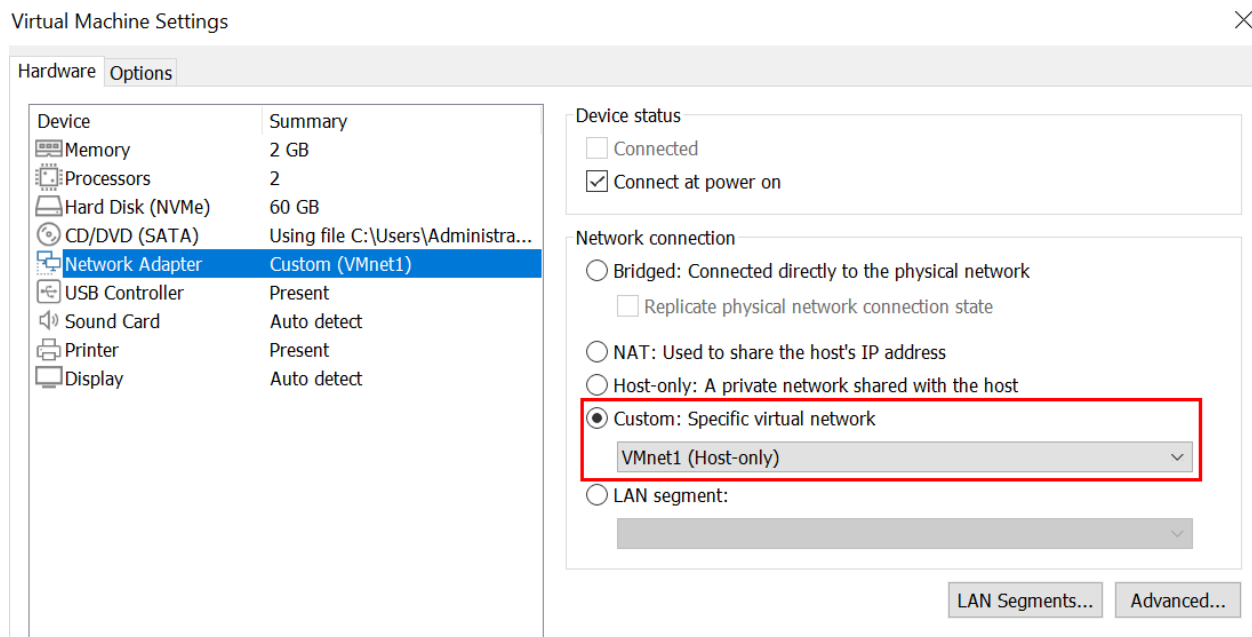 Virtual Machine Settings
Hardware Options
Device Summary
Memory 2 GB
Processors 2
Hard Disk (NVMe) 60 GB
CD/DVD (SATA) Using file C:\Users\Administra...
Network Adapter Custom (VMnet1)
USB Controller Present
Sound Card Auto detect
Printer Present
Display Auto detect
Device status
Connected
Connect at power on
Network connection
Bridged: Connected directly to the physical network
Replicate physical network connection state
NAT: Used to share the host's IP address
Host-only: A private network shared with the host
Custom: Specific virtual network
VMnet1 (Host-only)
LAN segment:
LAN Segments... Advanced...